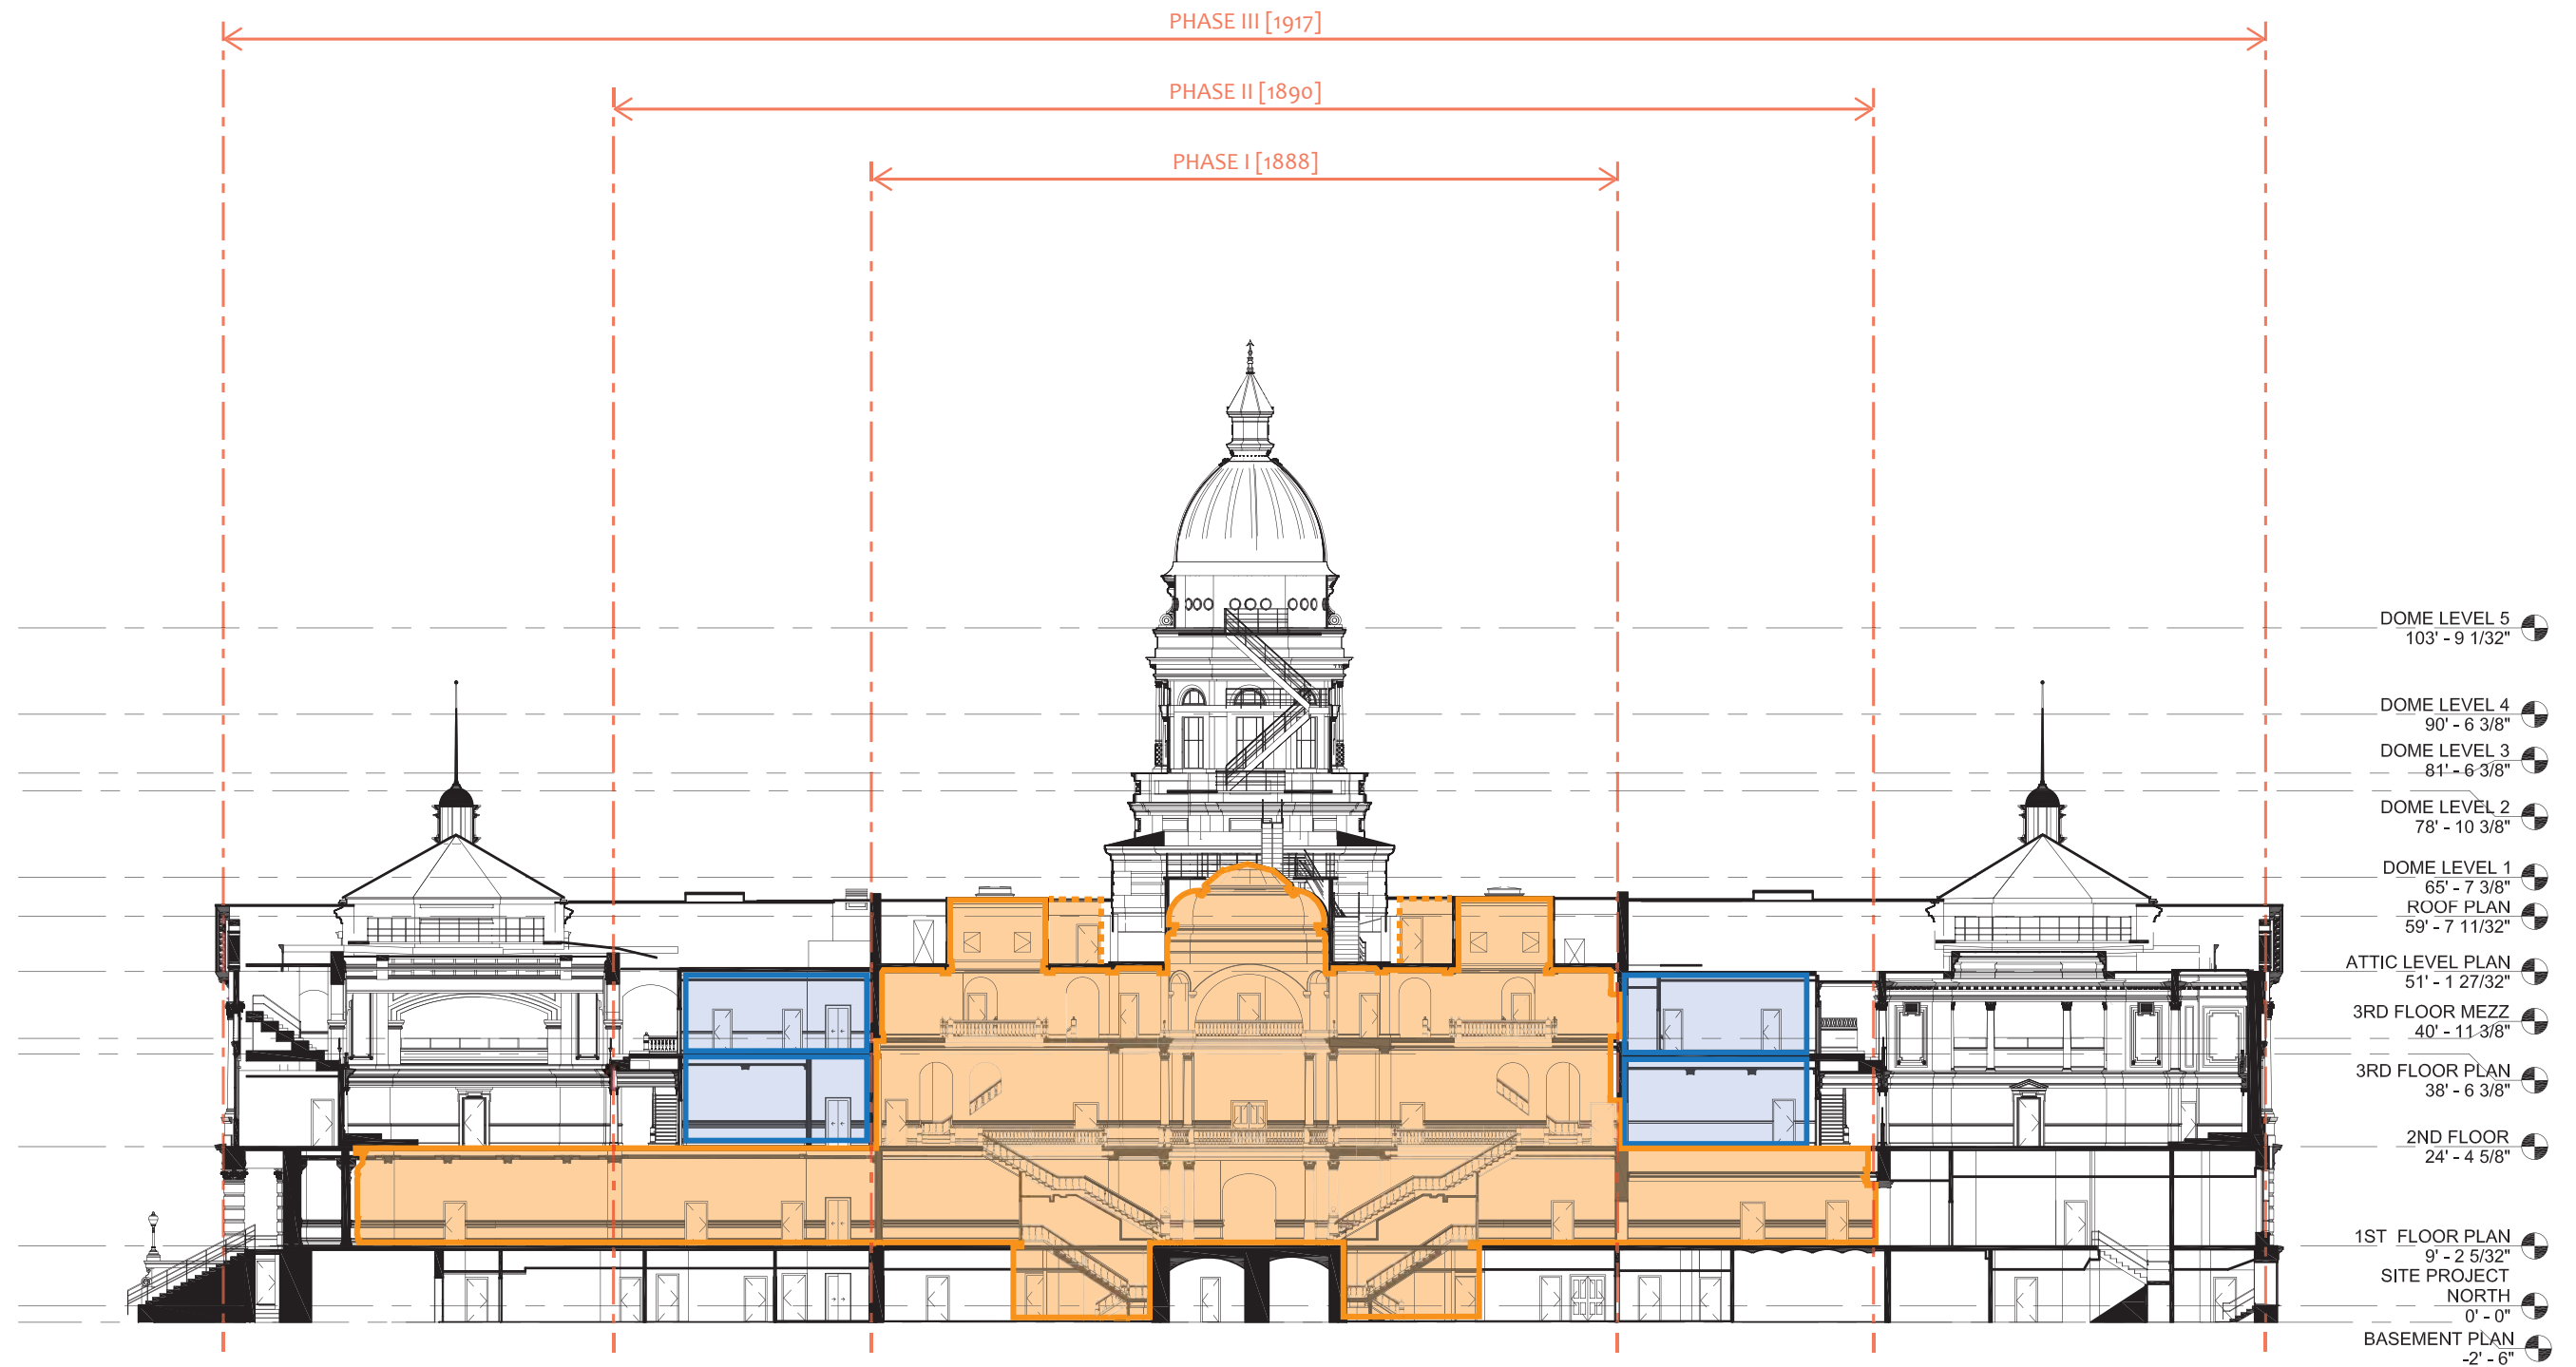 PHASE III [1917]
PHASE II [1890]
PHASE I [1888]
DOME LEVEL 5
103' - 9 1/32"
DOME LEVEL 4
90' - 6 3/8"
DOME LEVEL 3
81' - 6 3/8"
DOME LEVEL 2
78' - 10 3/8"
DOME LEVEL 1
65' - 7 3/8"
ROOF PLAN
59' - 7 11/32"
ATTIC LEVEL PLAN
51' - 1 27/32"
3RD FLOOR MEZZ
40' - 11 3/8"
3RD FLOOR PLAN
38' - 6 3/8"
2ND FLOOR
24' - 4 5/8"
1ST FLOOR PLAN
9' - 2 5/32"
SITE PROJECT
NORTH
0' - 0"
BASEMENT PLAN
-2' - 6"